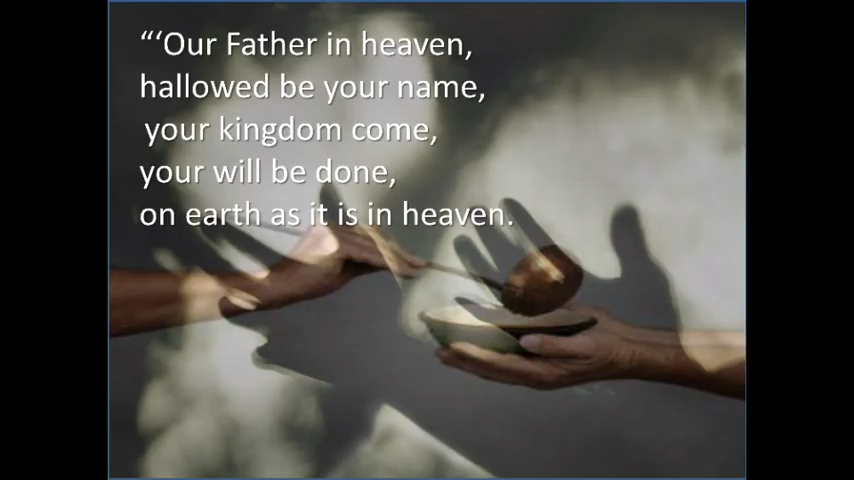 “‘Our Father in heaven,
hallowed be your name,
your kingdom come,
your will be done,
on earth as it is in heaven.